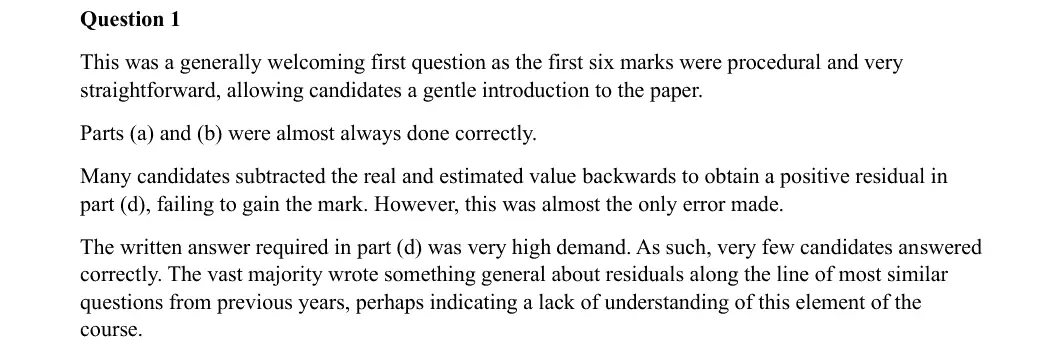 Question 1
This was a generally welcoming first question as the first six marks were procedural and very
straightforward, allowing candidates a gentle introduction to the paper.
Parts (a) and (b) were almost always done correctly.
Many candidates subtracted the real and estimated value backwards to obtain a positive residual in
part (d), failing to gain the mark. However, this was almost the only error made.
The written answer required in part (d) was very high demand. As such, very few candidates answered
correctly. The vast majority wrote something general about residuals along the line of most similar
questions from previous years, perhaps indicating a lack of understanding of this element of the
course.